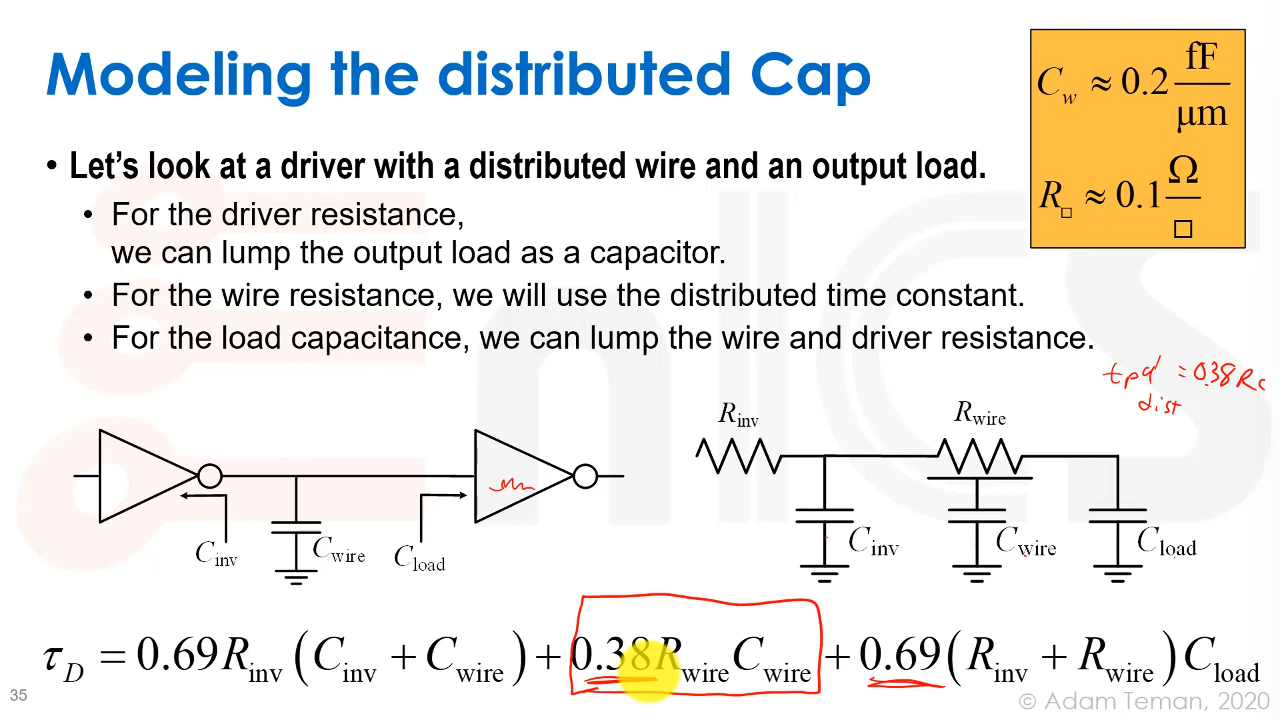 Modeling the distributed Cap
C_w ≈ 0.2 fF/μm
R_□ ≈ 0.1 Ω/□
• Let's look at a driver with a distributed wire and an output load.
• For the driver resistance,
we can lump the output load as a capacitor.
• For the wire resistance, we will use the distributed time constant.
• For the load capacitance, we can lump the wire and driver resistance.
tpd = 0.38 RC
dist
R_inv
R_wire
C_inv
C_wire
C_load
C_inv
C_wire
C_load
τ_D = 0.69R_inv (C_inv + C_wire) + 0.38R_wire C_wire + 0.69(R_inv + R_wire)C_load
35
© Adam Teman, 2020